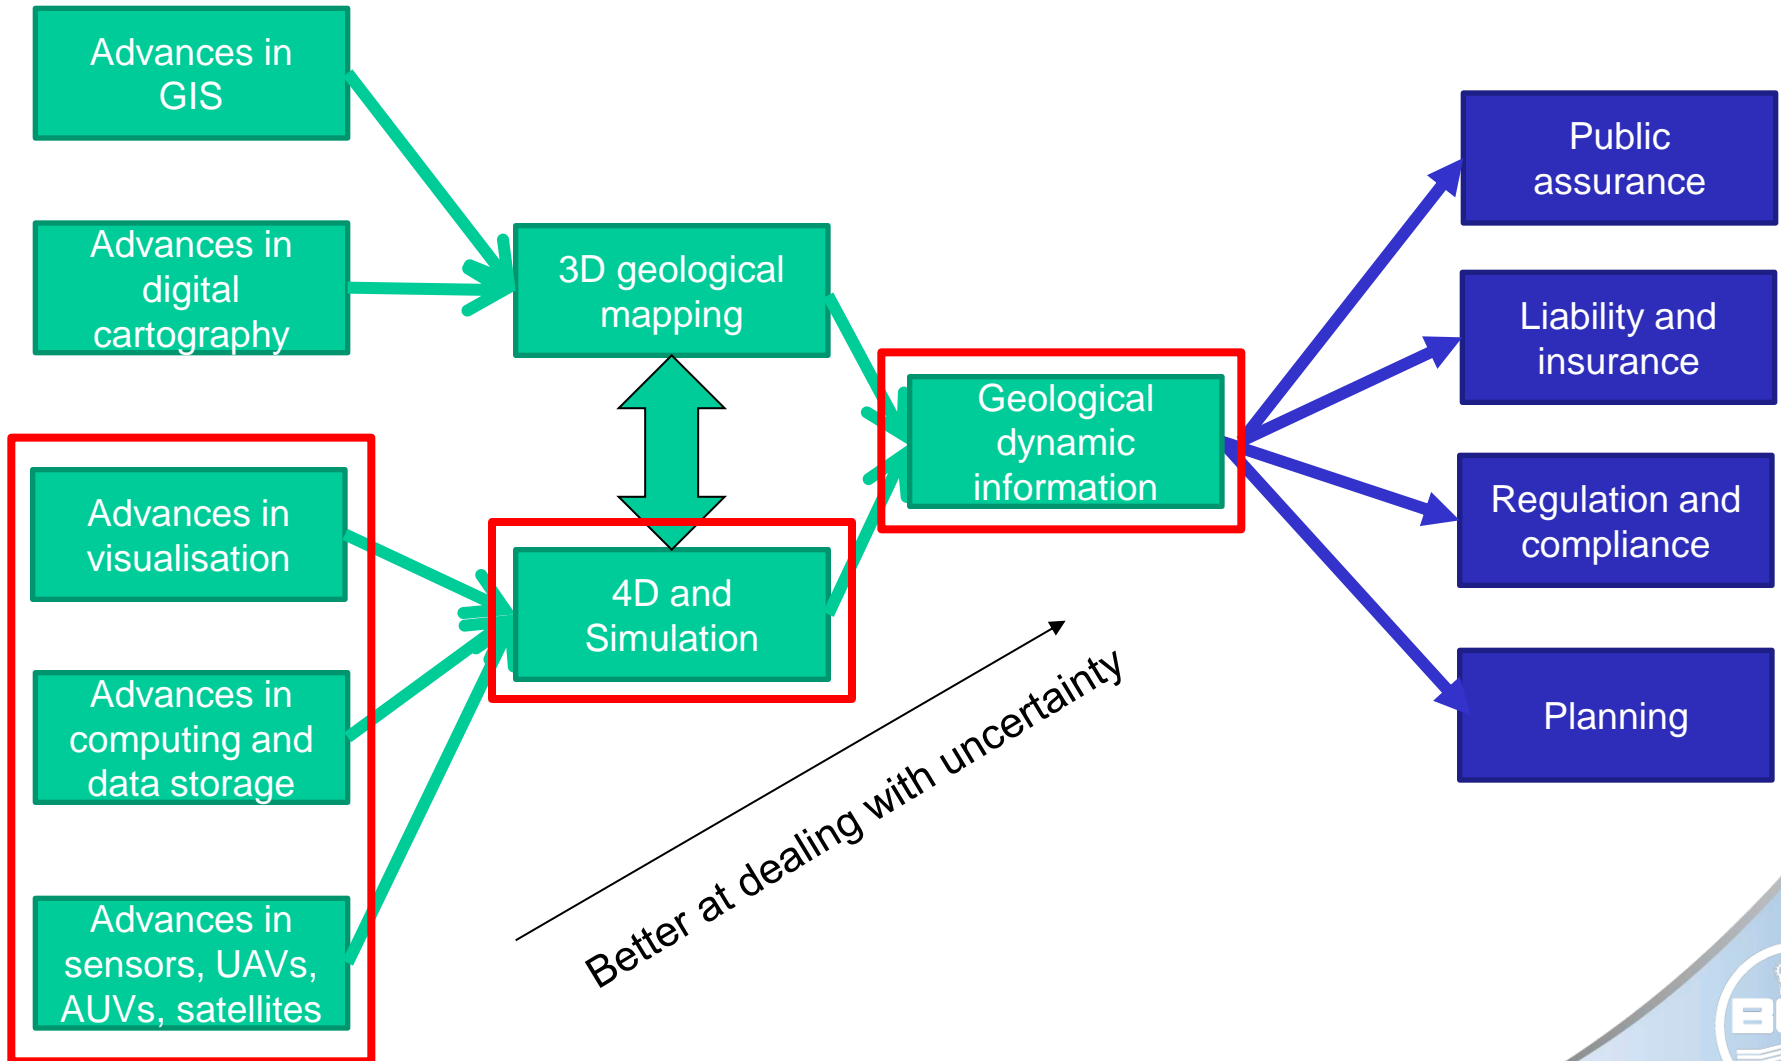 Advances in
GIS
Advances in
digital
cartography
Advances in
visualisation
Advances in
computing and
data storage
Advances in
sensors, UAVs,
AUVs, satellites
3D geological
mapping
4D and
Simulation
Better at dealing with uncertainty
Geological
dynamic
information
Public
assurance
Liability and
insurance
Regulation and
compliance
Planning